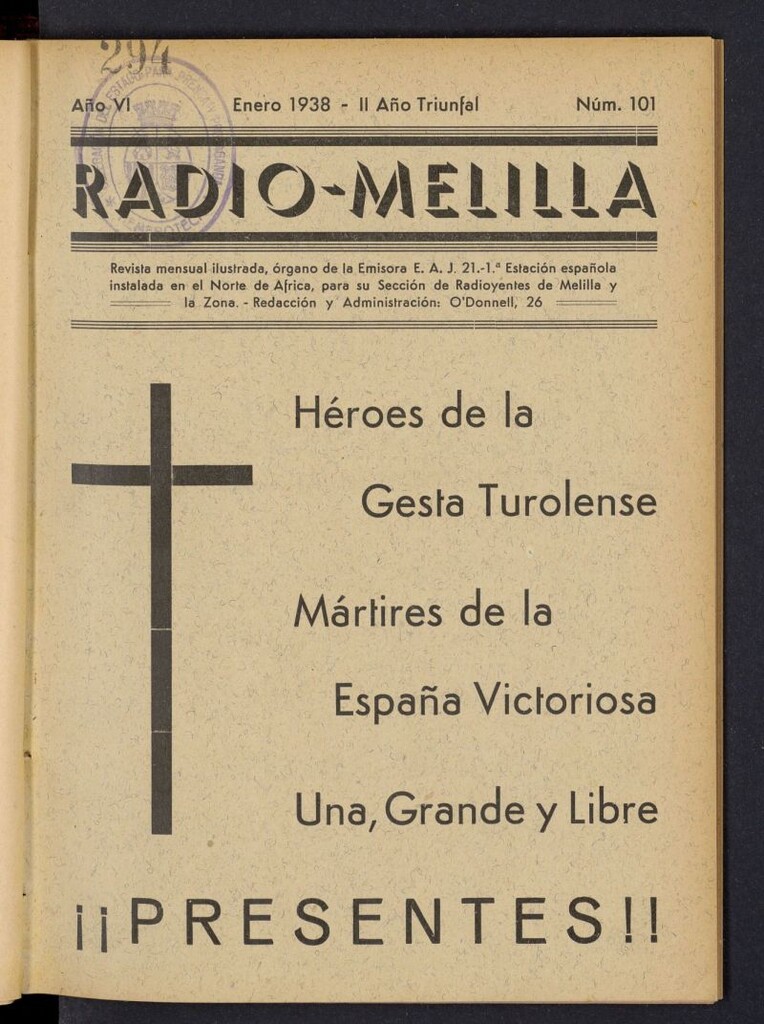 294
Año VI Enero 1938 - II Año Triunfal Núm. 101
RADIO-MELILLA
Revista mensual ilustrada, órgano de la Emisora E. A. J. 21.-1.ª Estación española
instalada en el Norte de Africa, para su Sección de Radioyentes de Melilla y
la Zona. - Redacción y Administración: O'Donnell, 26
Héroes de la
Gesta Turolense
Mártires de la
España Victoriosa
Una, Grande y Libre
¡¡PRESENTES!!